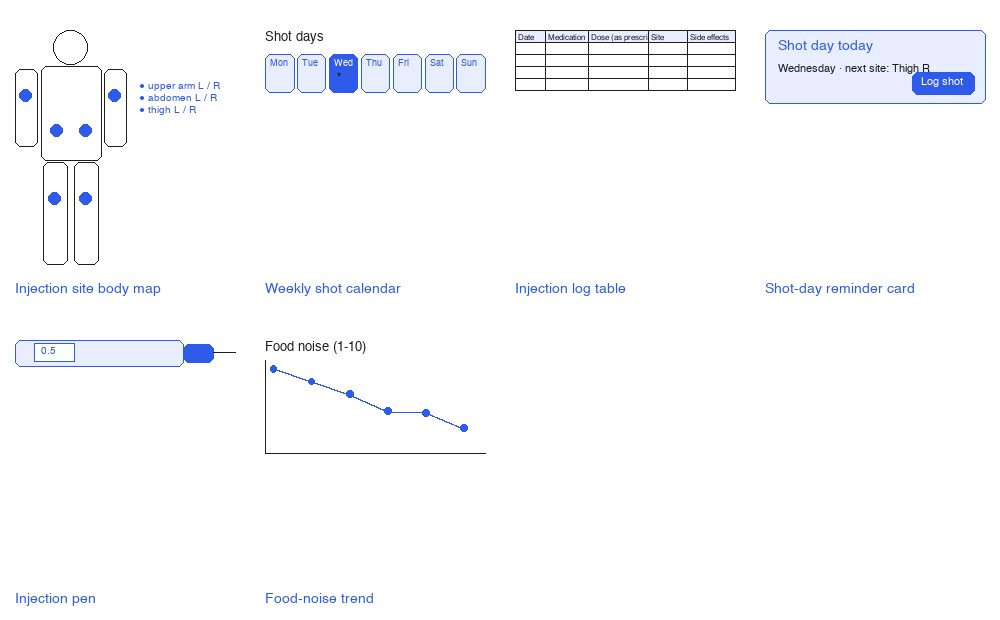 ● upper arm L / R
● abdomen L / R
● thigh L / R
Injection site body map
Shot days
Mon Tue Wed Thu Fri Sat Sun
*
Weekly shot calendar
Date Medication Dose (as prescri Site Side effects
Injection log table
Shot day today
Wednesday · next site: Thigh R
Log shot
Shot-day reminder card
0.5
Injection pen
Food noise (1-10)
Food-noise trend